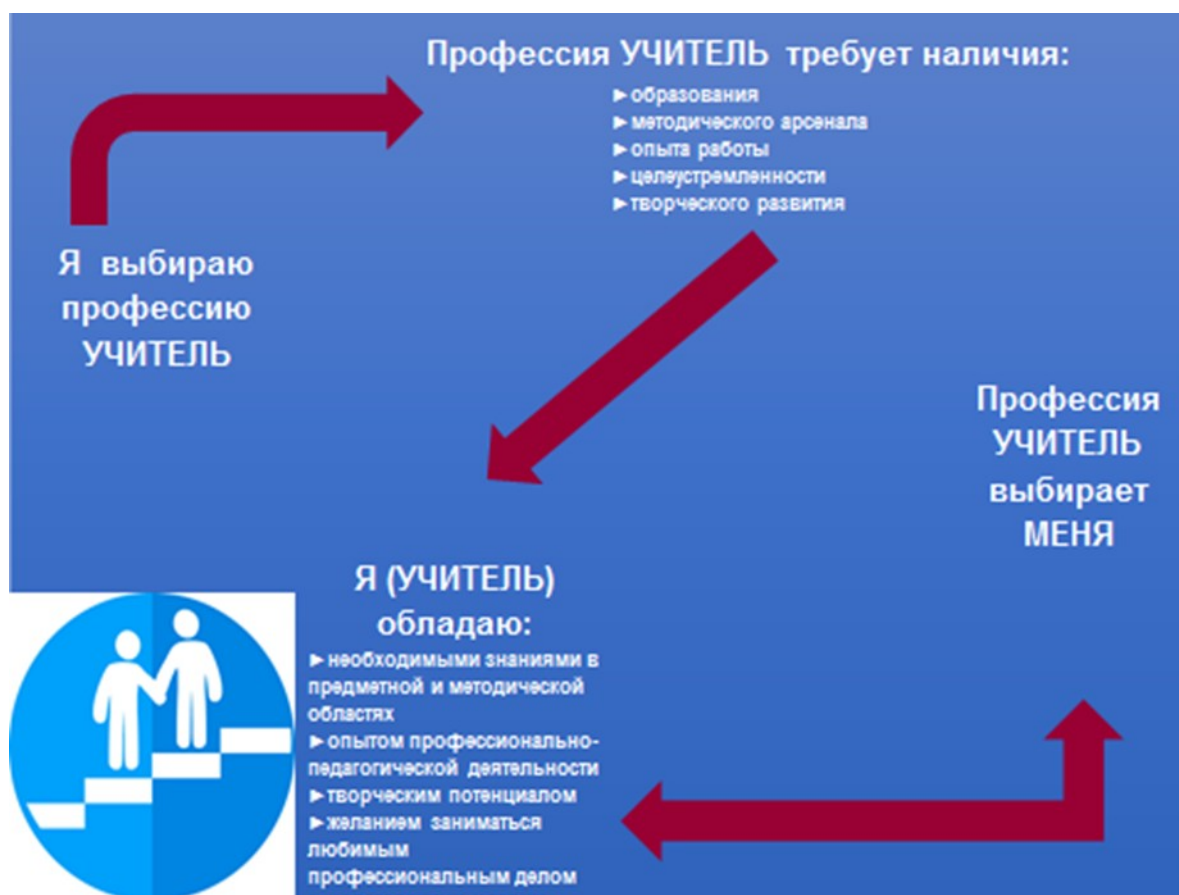 Профессия УЧИТЕЛЬ требует наличия:
►образования
►методического арсенала
►опыта работы
►целеустремленности
►творческого развития
Я выбираю
профессию
УЧИТЕЛЬ
Профессия
УЧИТЕЛЬ
выбирает
МЕНЯ
Я (УЧИТЕЛЬ)
обладаю:
►необходимыми знаниями в
предметной и методической
областях
►опытом профессионально-
педагогической деятельности
►творческим потенциалом
►желанием заниматься
любимым
профессиональным делом